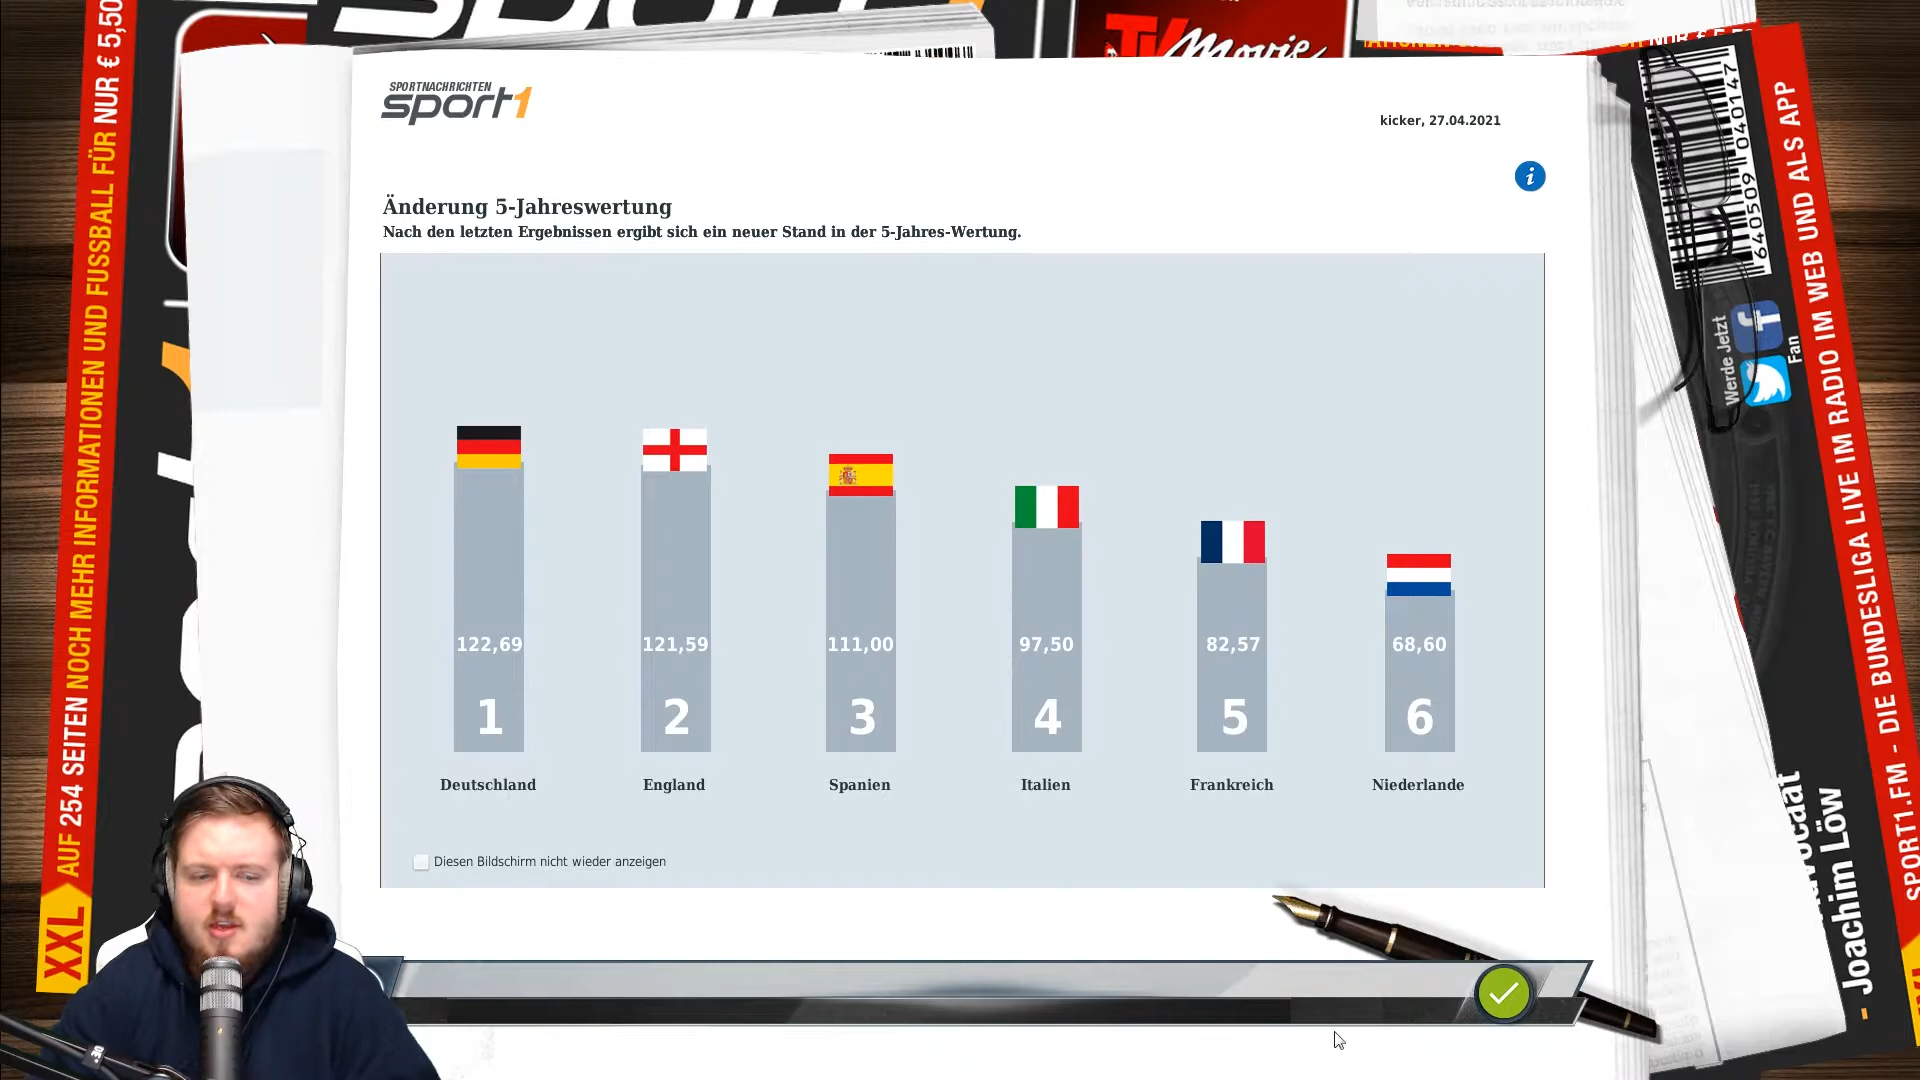 SPORTNACHRICHTEN
sport1
kicker, 27.04.2021
i
Änderung 5-Jahreswertung
Nach den letzten Ergebnissen ergibt sich ein neuer Stand in der 5-Jahres-Wertung.
122,69
121,59
111,00
97,50
82,57
68,60
1
2
3
4
5
6
Deutschland
England
Spanien
Italien
Frankreich
Niederlande
Diesen Bildschirm nicht wieder anzeigen
XXL
AUF 254 SEITEN NOCH MEHR INFORMATIONEN UND FUSSBALL FÜR NUR € 5,50
TV Movie
6405091 040147
Werde Jetzt
Fan
SPORT1.FM - DIE BUNDESLIGA LIVE IM RADIO IM WEB UND ALS APP
- Joachim Löw